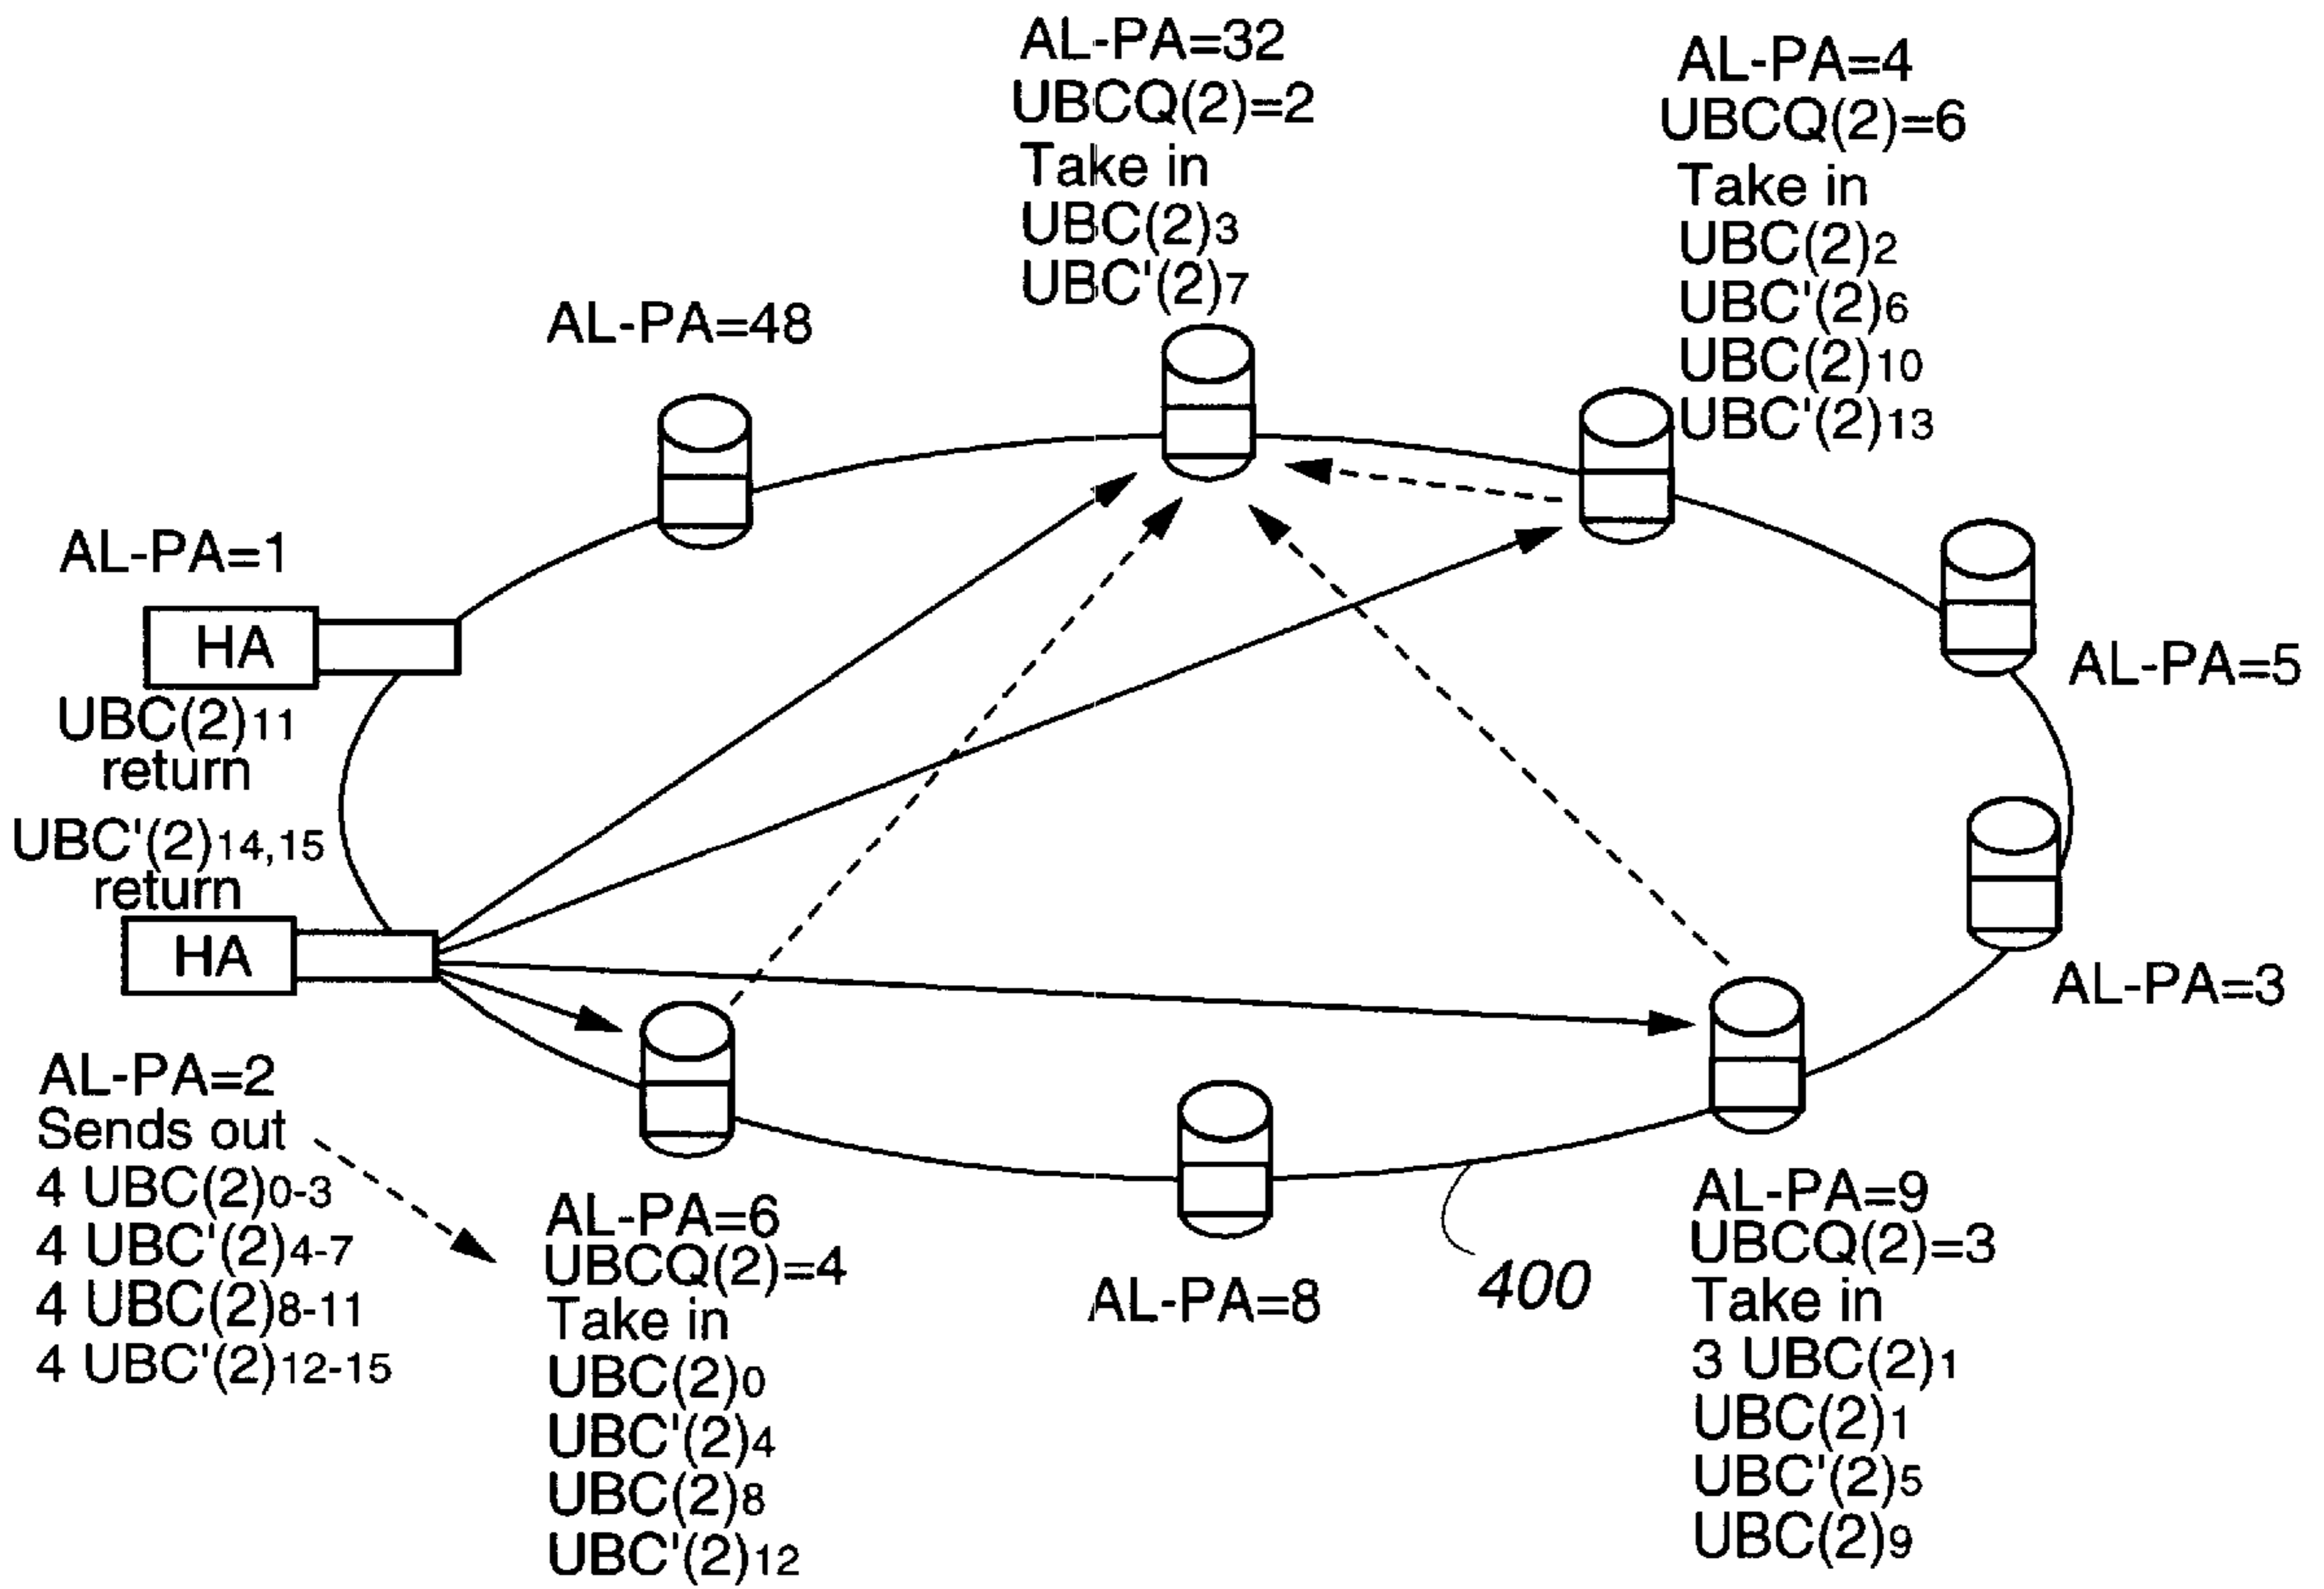 AL-PA=32
UBCQ(2)=2
Take in
UBC(2)3
UBC'(2)7
AL-PA=4
UBCQ(2)=6
Take in
UBC(2)2
UBC'(2)6
UBC(2)10
UBC'(2)13
AL-PA=48
AL-PA=1
HA
UBC(2)11
return
UBC'(2)14,15
return
HA
AL-PA=5
AL-PA=3
AL-PA=2
Sends out
4 UBC(2)0-3
4 UBC'(2)4-7
4 UBC(2)8-11
4 UBC'(2)12-15
AL-PA=6
UBCQ(2)=4
Take in
UBC(2)0
UBC'(2)4
UBC(2)8
UBC'(2)12
AL-PA=8
400
AL-PA=9
UBCQ(2)=3
Take in
3 UBC(2)1
UBC(2)1
UBC'(2)5
UBC(2)9